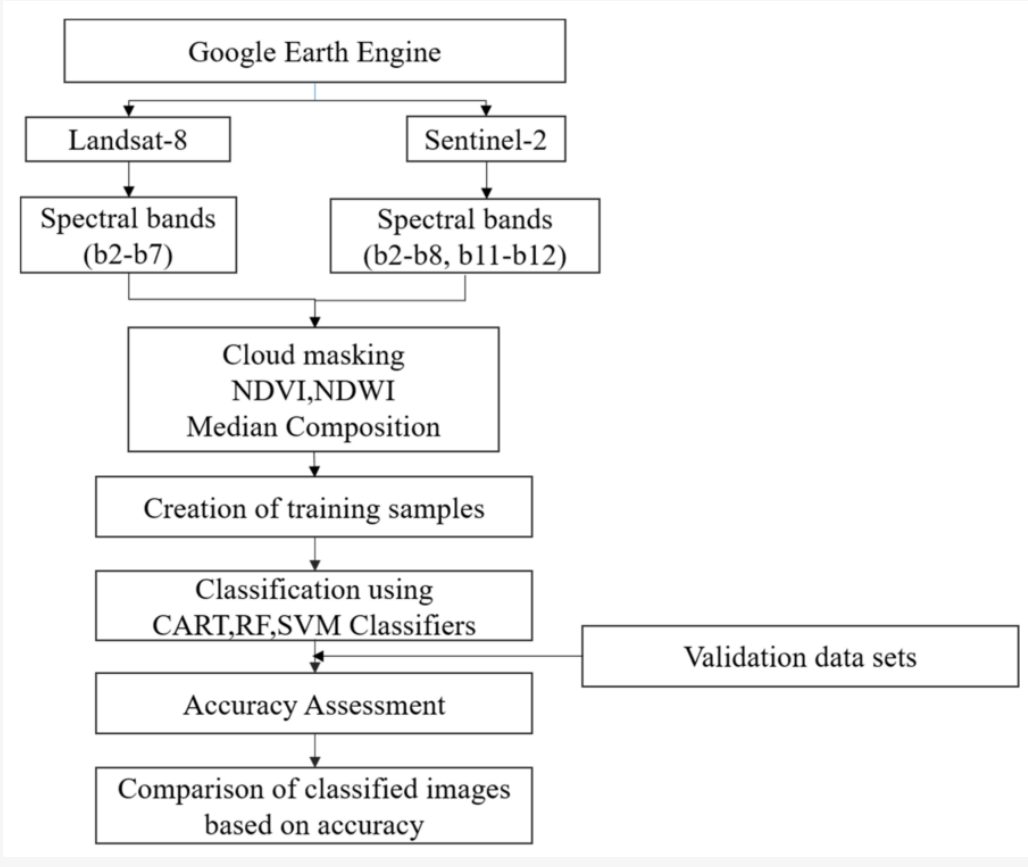 Google Earth Engine
Landsat-8
Sentinel-2
Spectral bands
(b2-b7)
Spectral bands
(b2-b8, b11-b12)
Cloud masking
NDVI,NDWI
Median Composition
Creation of training samples
Classification using
CART,RF,SVM Classifiers
Validation data sets
Accuracy Assessment
Comparison of classified images
based on accuracy